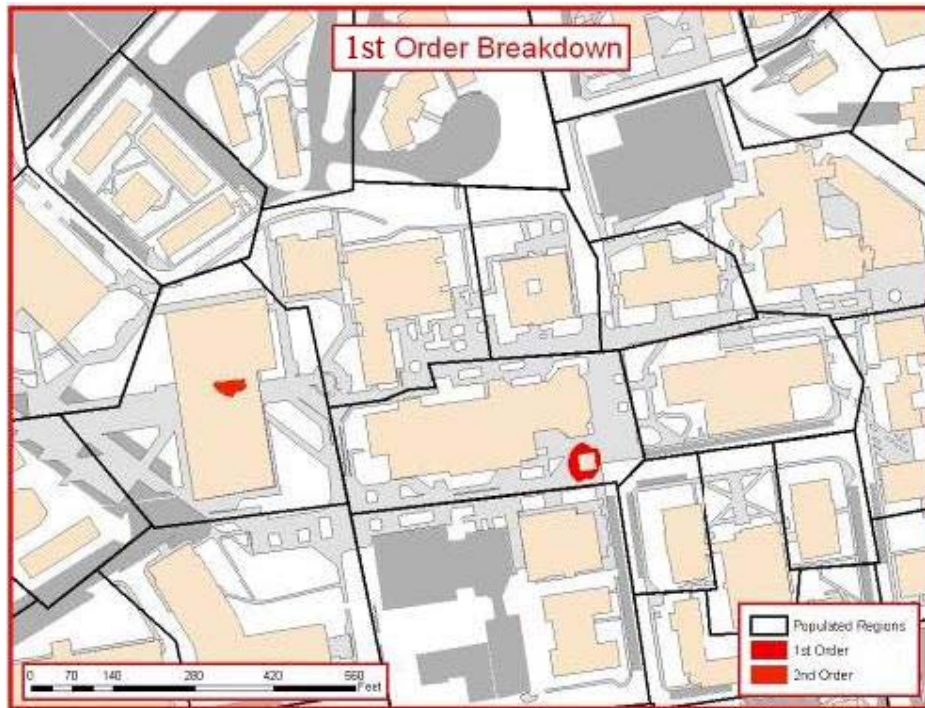 1st Order Breakdown
Populated Regions
1st Order
2nd Order
0 70 140 280 420 560
Feet